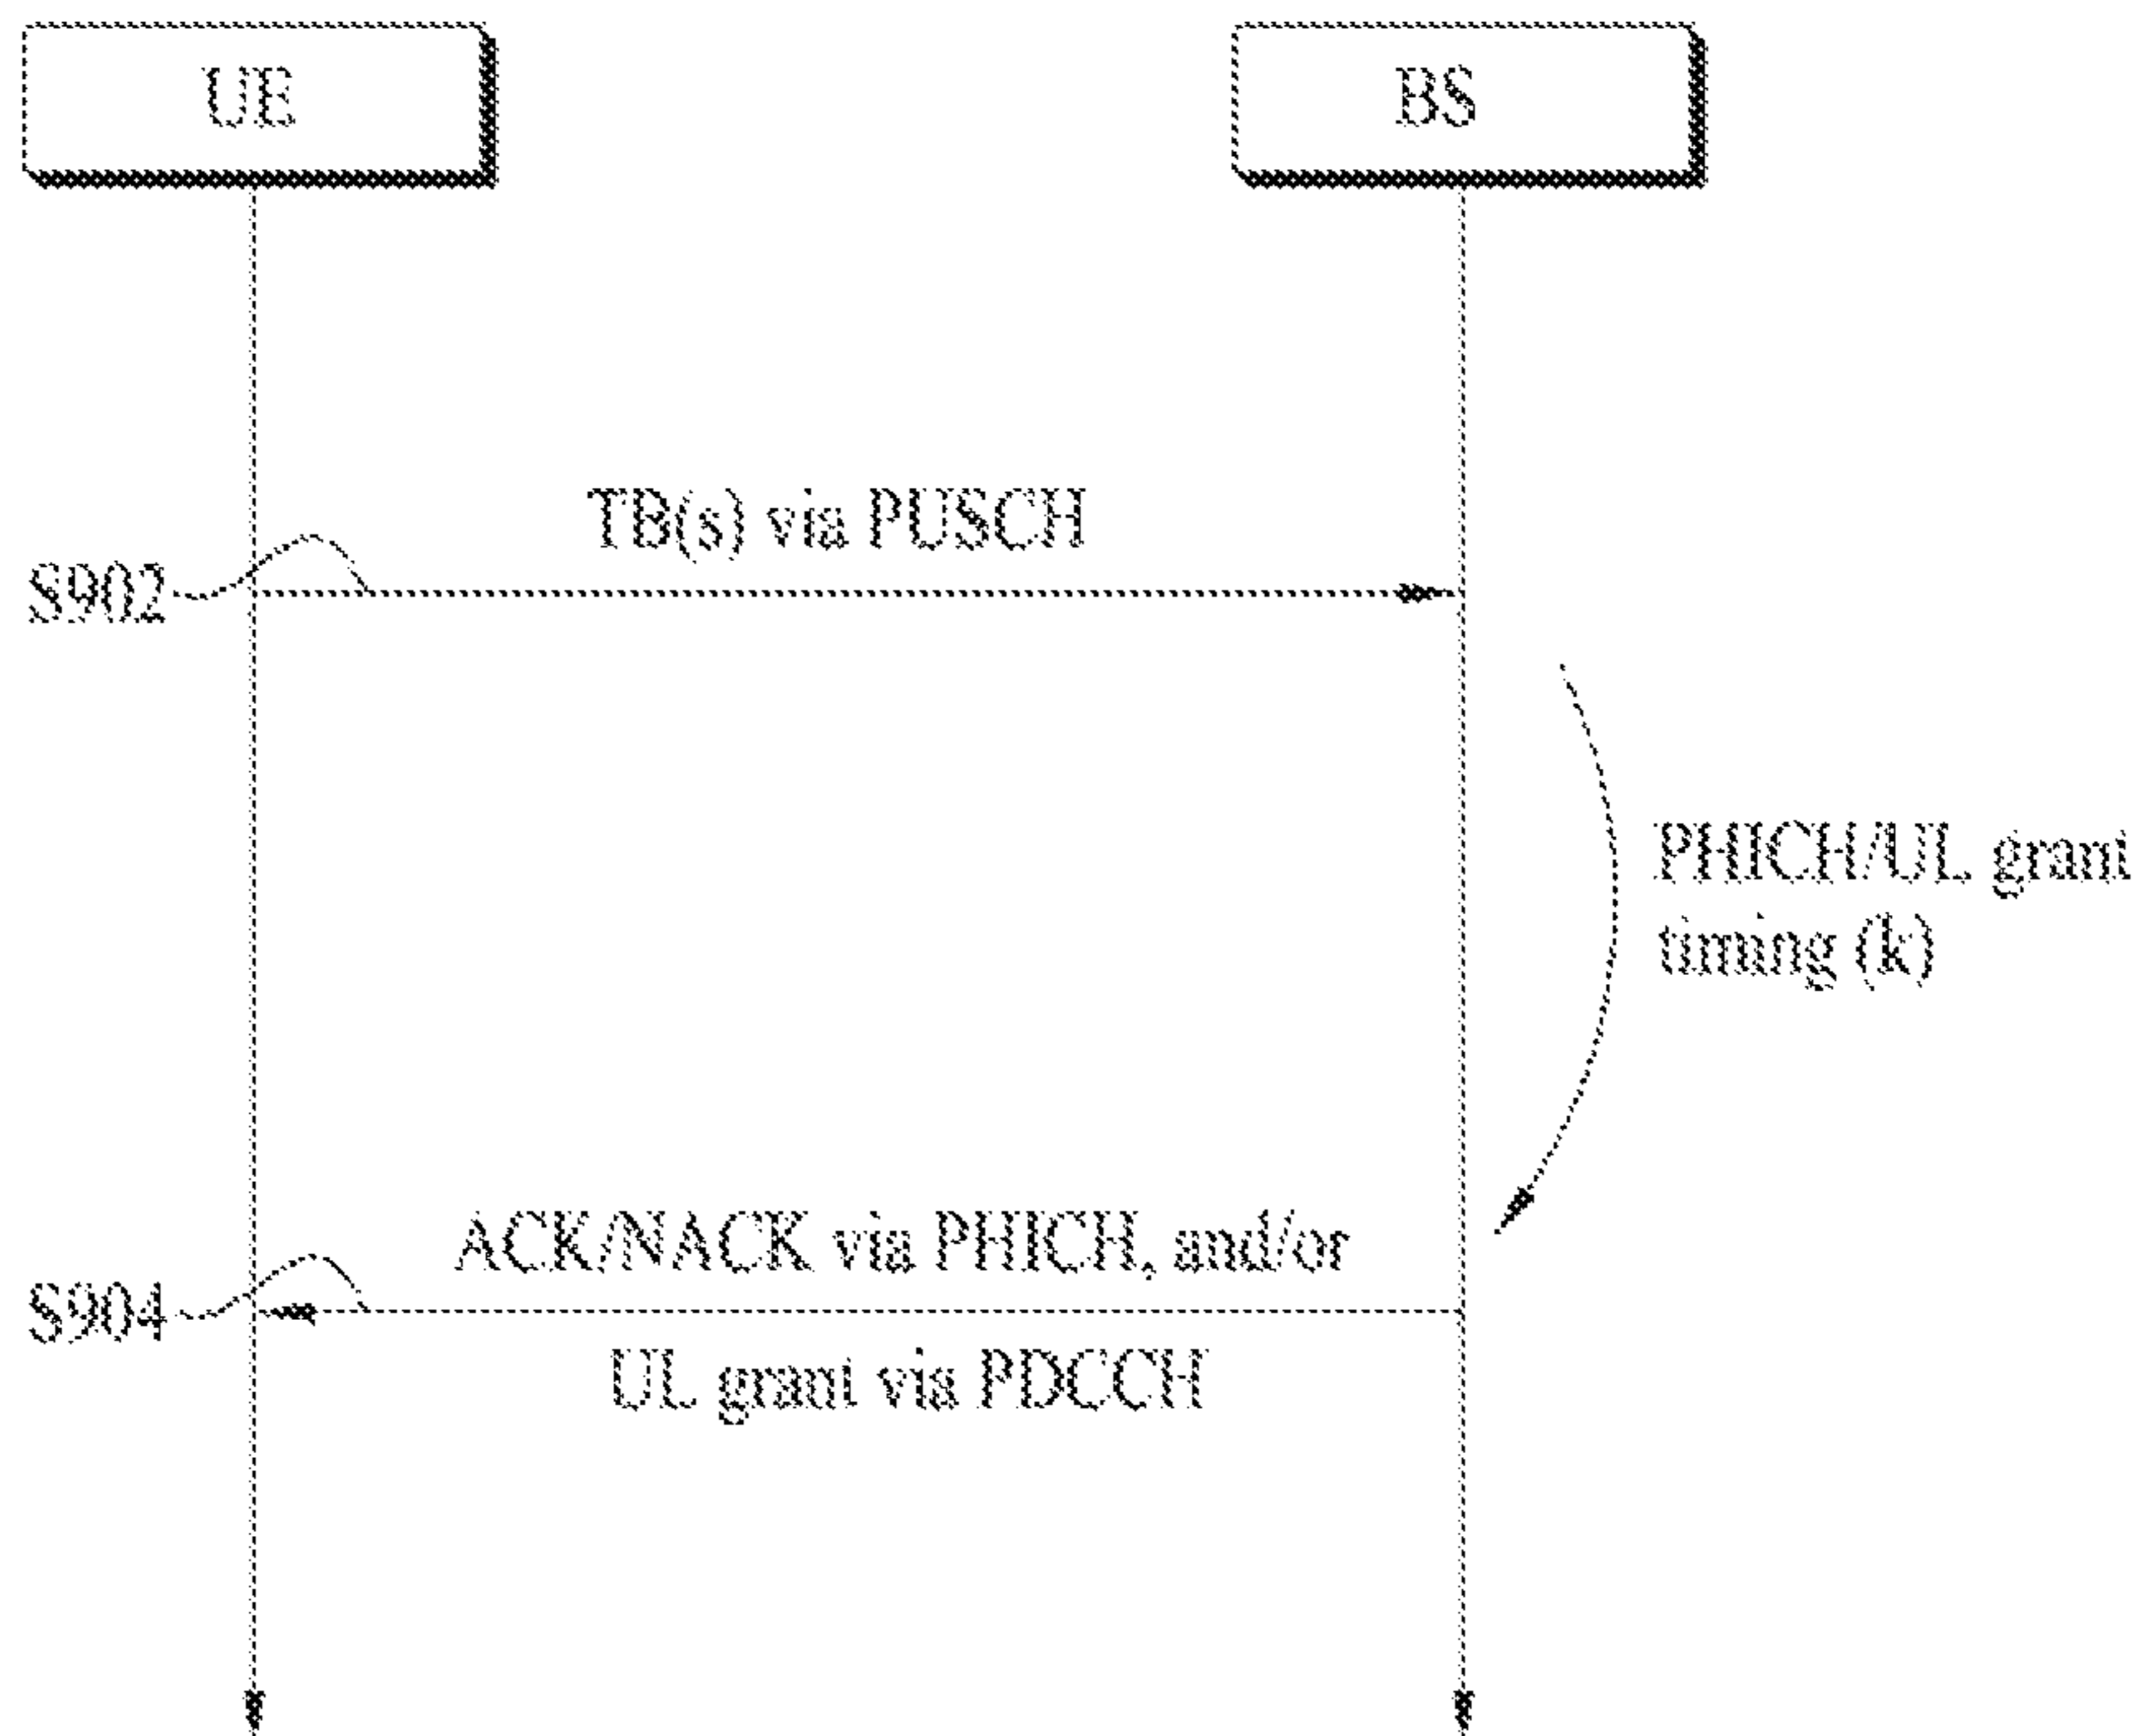 UE
BS
TB(s) via PUSCH
S902
PHICH/UL grant
timing (k)
ACK/NACK via PHICH, and/or
S904
UL grant via PDCCH